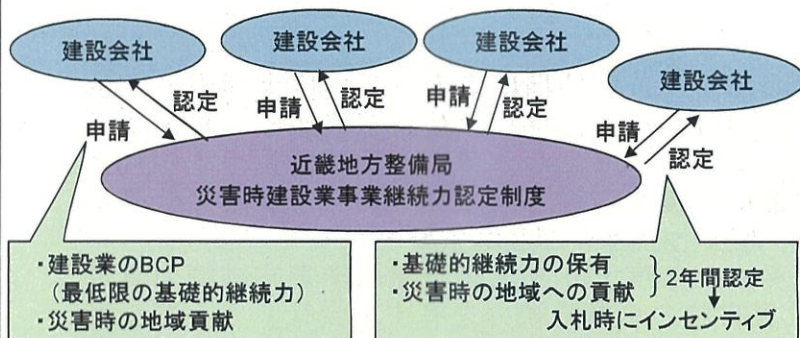 建設会社
建設会社
建設会社
建設会社
申請
認定
申請
認定
申請
認定
申請
認定
近畿地方整備局
災害時建設業事業継続力認定制度
・建設業のBCP
（最低限の基礎的継続力）
・災害時の地域貢献
・基礎的継続力の保有
・災害時の地域への貢献
2年間認定
入札時にインセンティブ